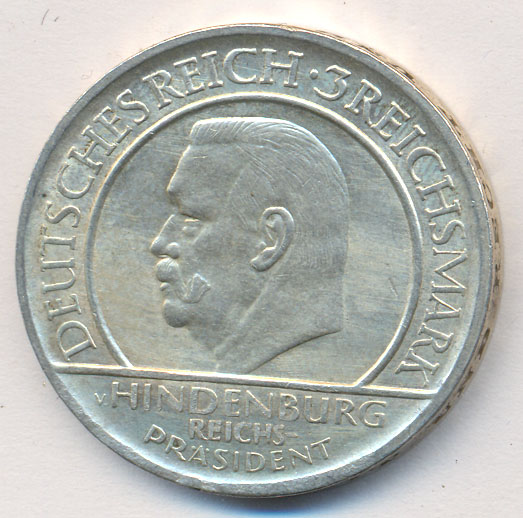 DEUTSCHES REICH · 3 REICHSMARK
v. HINDENBURG
REICHS-
PRÄSIDENT